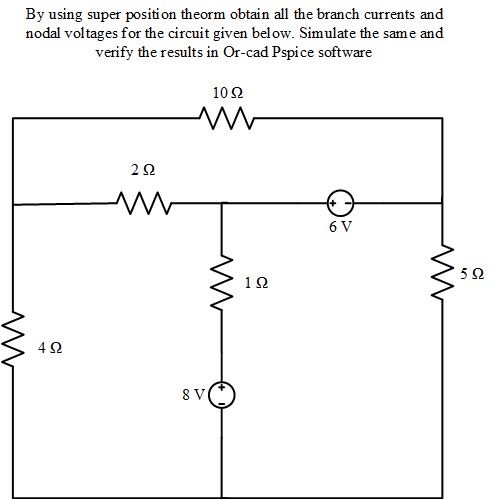 By using super position theorm obtain all the branch currents and
nodal voltages for the circuit given below. Simulate the same and
verify the results in Or-cad Pspice software
10 Ω
2 Ω
+ -
6 V
5 Ω
1 Ω
4 Ω
8 V
+
-